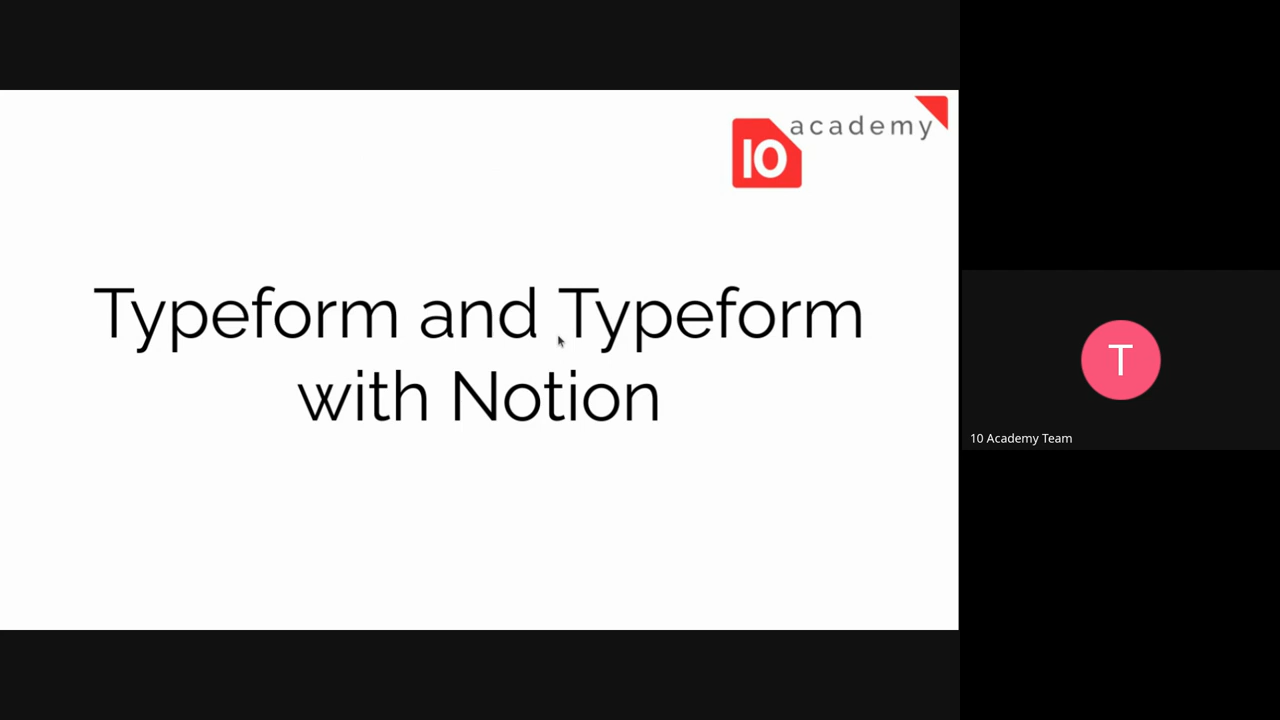 academy
10
Typeform and Typeform
with Notion
T
10 Academy Team